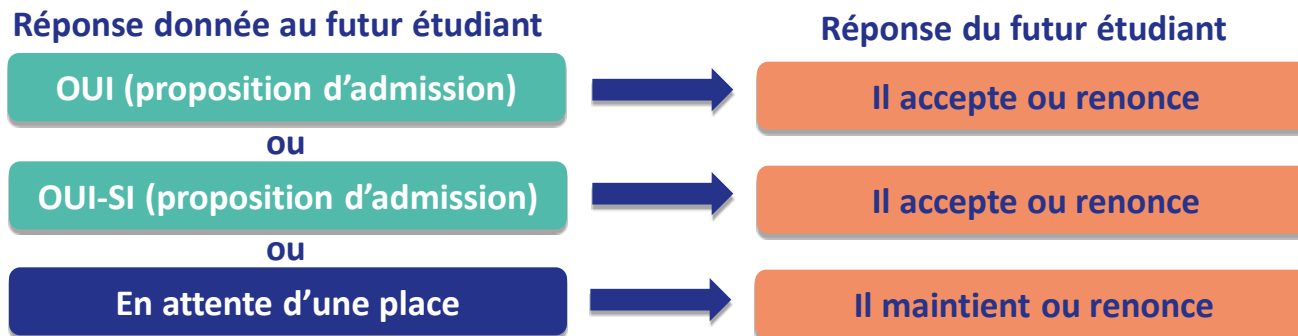 Réponse donnée au futur étudiant
Réponse du futur étudiant
OUI (proposition d’admission)
Il accepte ou renonce
ou
OUI-SI (proposition d’admission)
Il accepte ou renonce
ou
En attente d’une place
Il maintient ou renonce